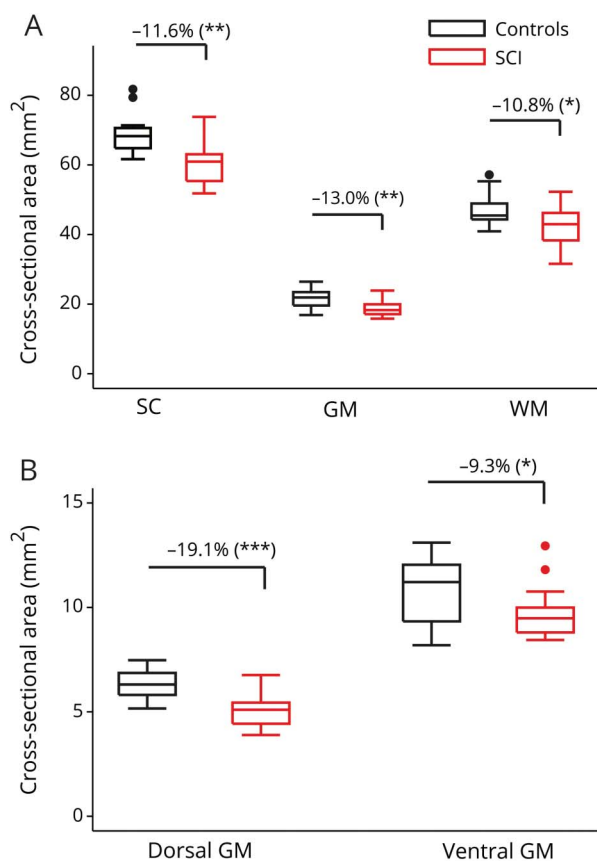 A
–11.6% (**)
Controls
SCI
–10.8% (*)
–13.0% (**)
Cross-sectional area (mm²)
80
60
40
20
0
SC GM WM
B
–9.3% (*)
–19.1% (***)
Cross-sectional area (mm²)
15
10
5
0
Dorsal GM Ventral GM